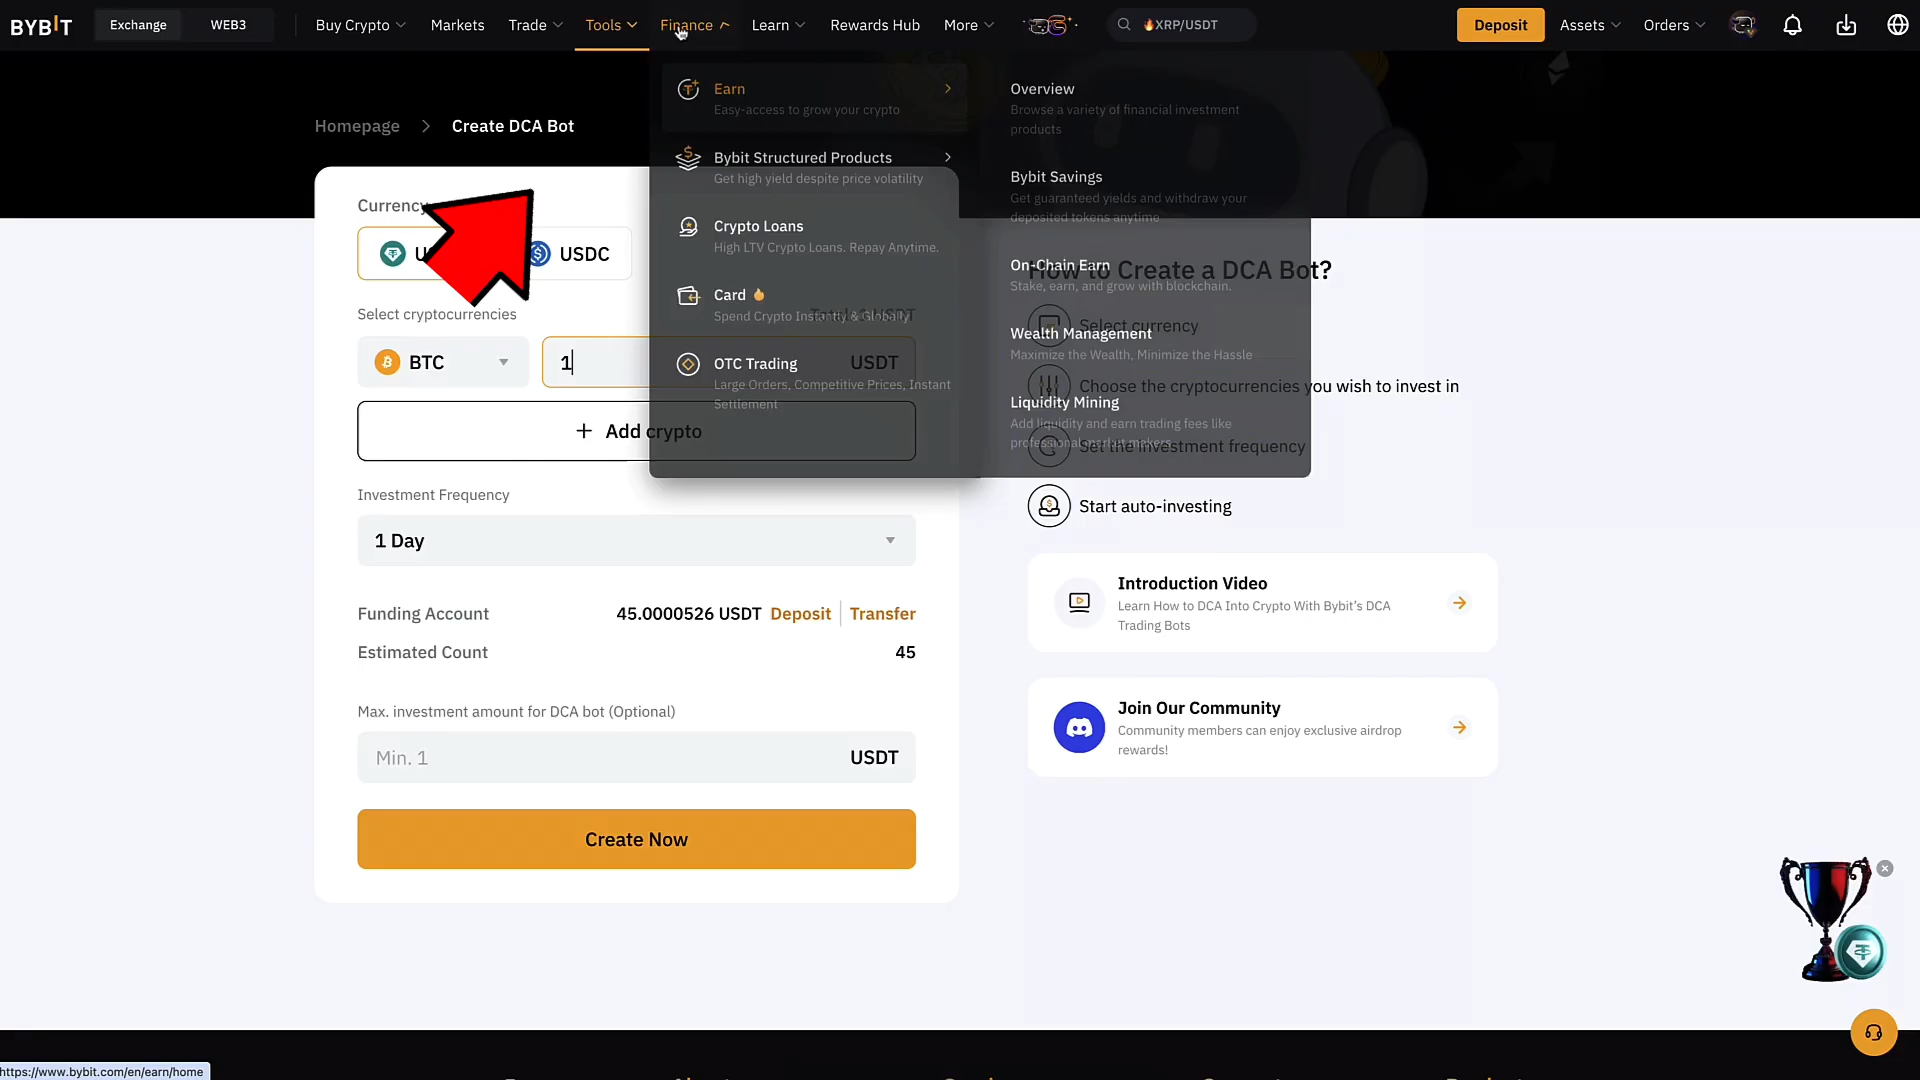 BYBIT Exchange WEB3 Buy Crypto Markets Trade Tools Finance Learn Rewards Hub More 🔥XRP/USDT Deposit Assets Orders
Homepage > Create DCA Bot
Currency
USDC
Select cryptocurrencies
BTC 1 USDT
Total: 1 USDT
+ Add crypto
Investment Frequency
1 Day
Funding Account 45.0000526 USDT Deposit | Transfer
Estimated Count 45
Max. investment amount for DCA bot (Optional)
Min. 1 USDT
Create Now
Earn
Easy-access to grow your crypto
Bybit Structured Products
Get high yield despite price volatility
Crypto Loans
High LTV Crypto Loans. Repay Anytime.
Card
Spend Crypto Instantly & Globally
OTC Trading
Large Orders, Competitive Prices, Instant
Settlement
Overview
Browse a variety of financial investment
products
Bybit Savings
Get guaranteed yields and withdraw your
deposited tokens anytime
On-Chain Earn
Stake, earn, and grow with blockchain.
Wealth Management
Maximize the Wealth, Minimize the Hassle
Liquidity Mining
Add liquidity and earn trading fees like
professional market makers.
How to Create a DCA Bot?
Select currency
Choose the cryptocurrencies you wish to invest in
Set the investment frequency
Start auto-investing
Introduction Video
Learn How to DCA Into Crypto With Bybit's DCA
Trading Bots
Join Our Community
Community members can enjoy exclusive airdrop
rewards!
https://www.bybit.com/en/earn/home